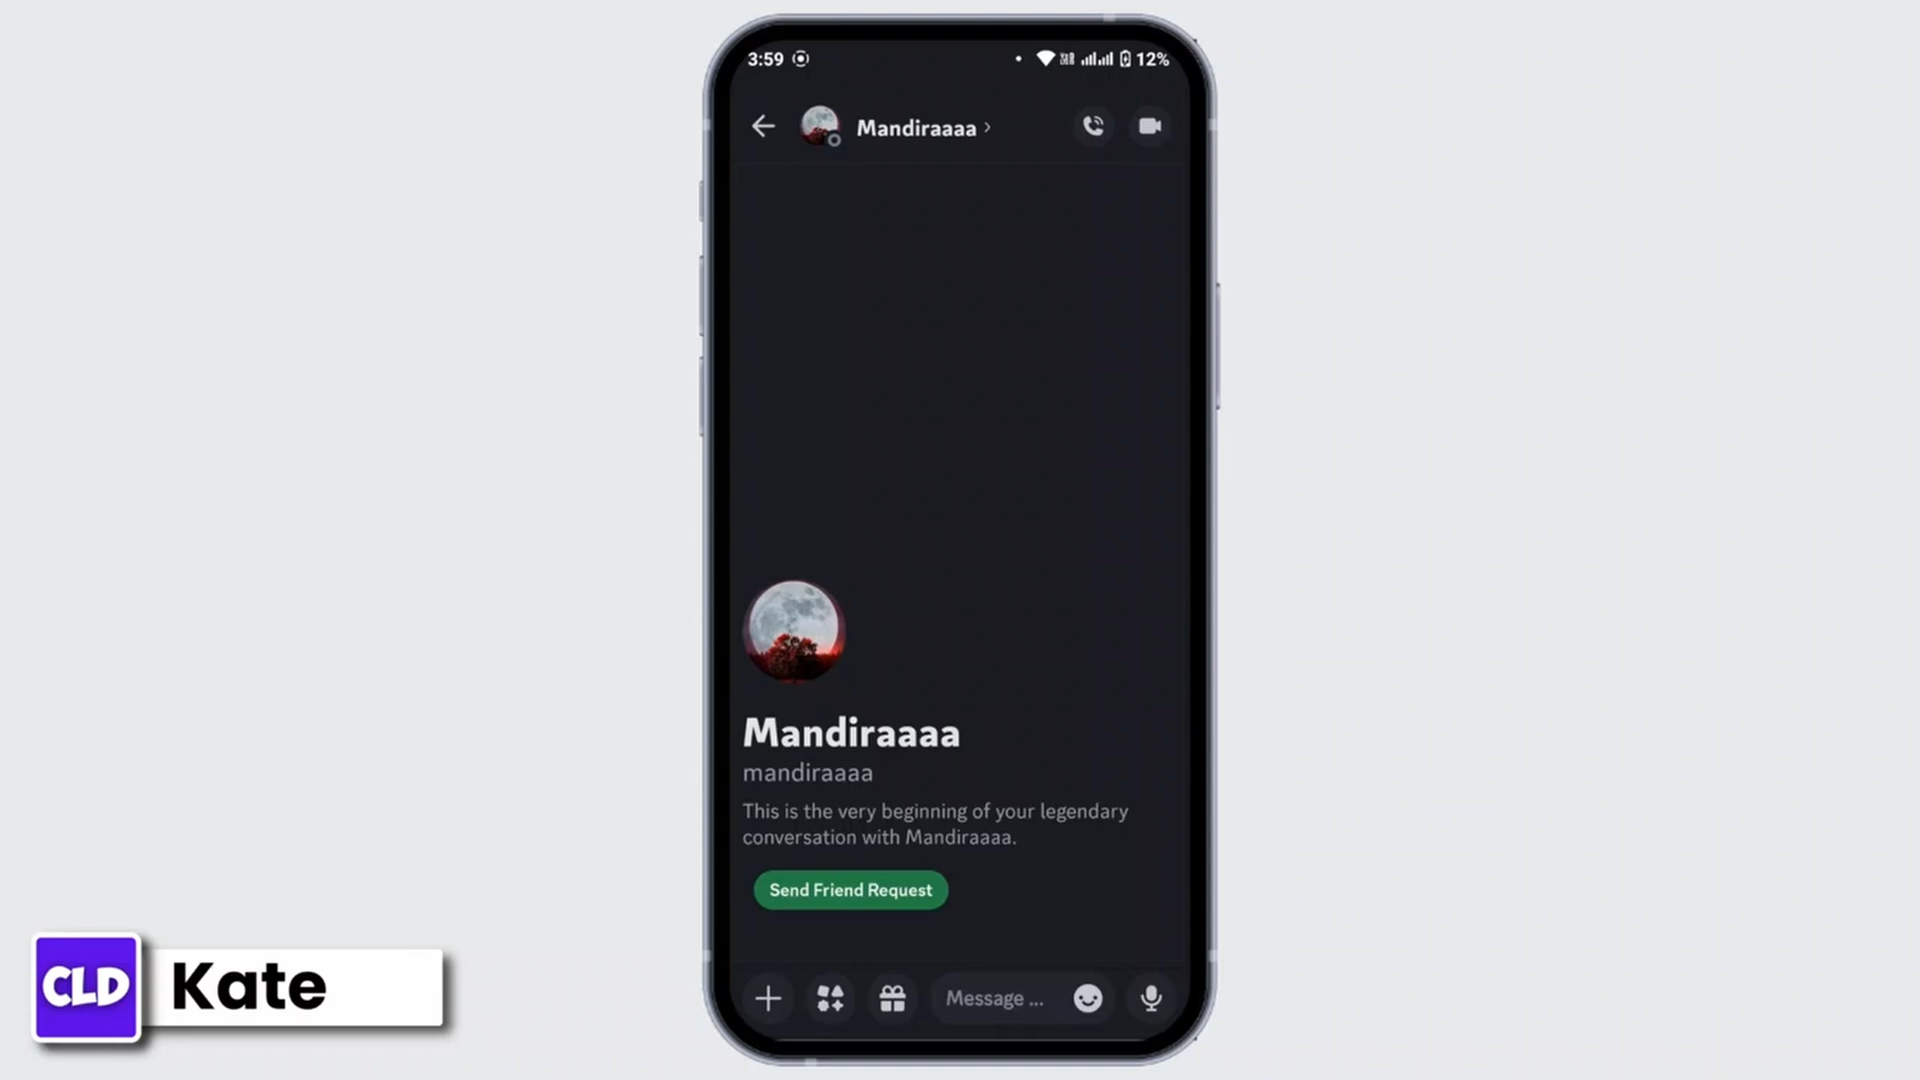 3:59
12%
Mandiraaaa
Mandiraaaa
mandiraaaa
This is the very beginning of your legendary
conversation with Mandiraaaa.
Send Friend Request
Message ...
CLD
Kate